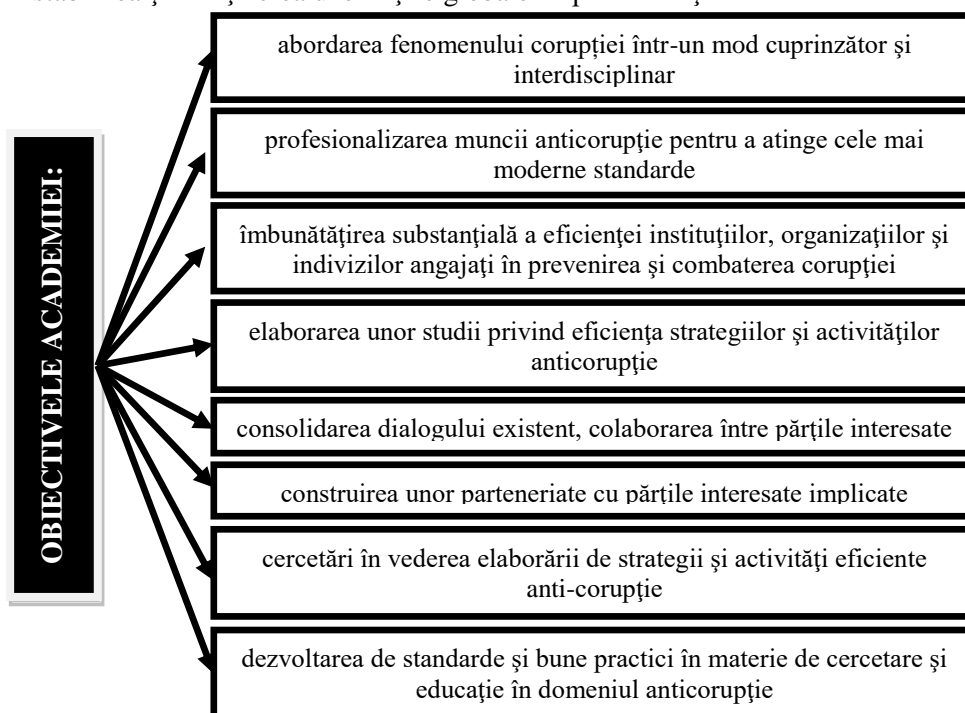 OBIECTIVELE ACADEMIEI:
abordarea fenomenului corupției într-un mod cuprinzător şi
interdisciplinar
profesionalizarea muncii anticorupţie pentru a atinge cele mai
moderne standarde
îmbunătăţirea substanţială a eficienţei instituţiilor, organizaţiilor şi
indivizilor angajaţi în prevenirea şi combaterea corupţiei
elaborarea unor studii privind eficienţa strategiilor şi activităţilor
anticorupţie
consolidarea dialogului existent, colaborarea între părţile interesate
construirea unor parteneriate cu părţile interesate implicate
cercetări în vederea elaborării de strategii şi activităţi eficiente
anti-corupţie
dezvoltarea de standarde şi bune practici în materie de cercetare şi
educaţie în domeniul anticorupţie